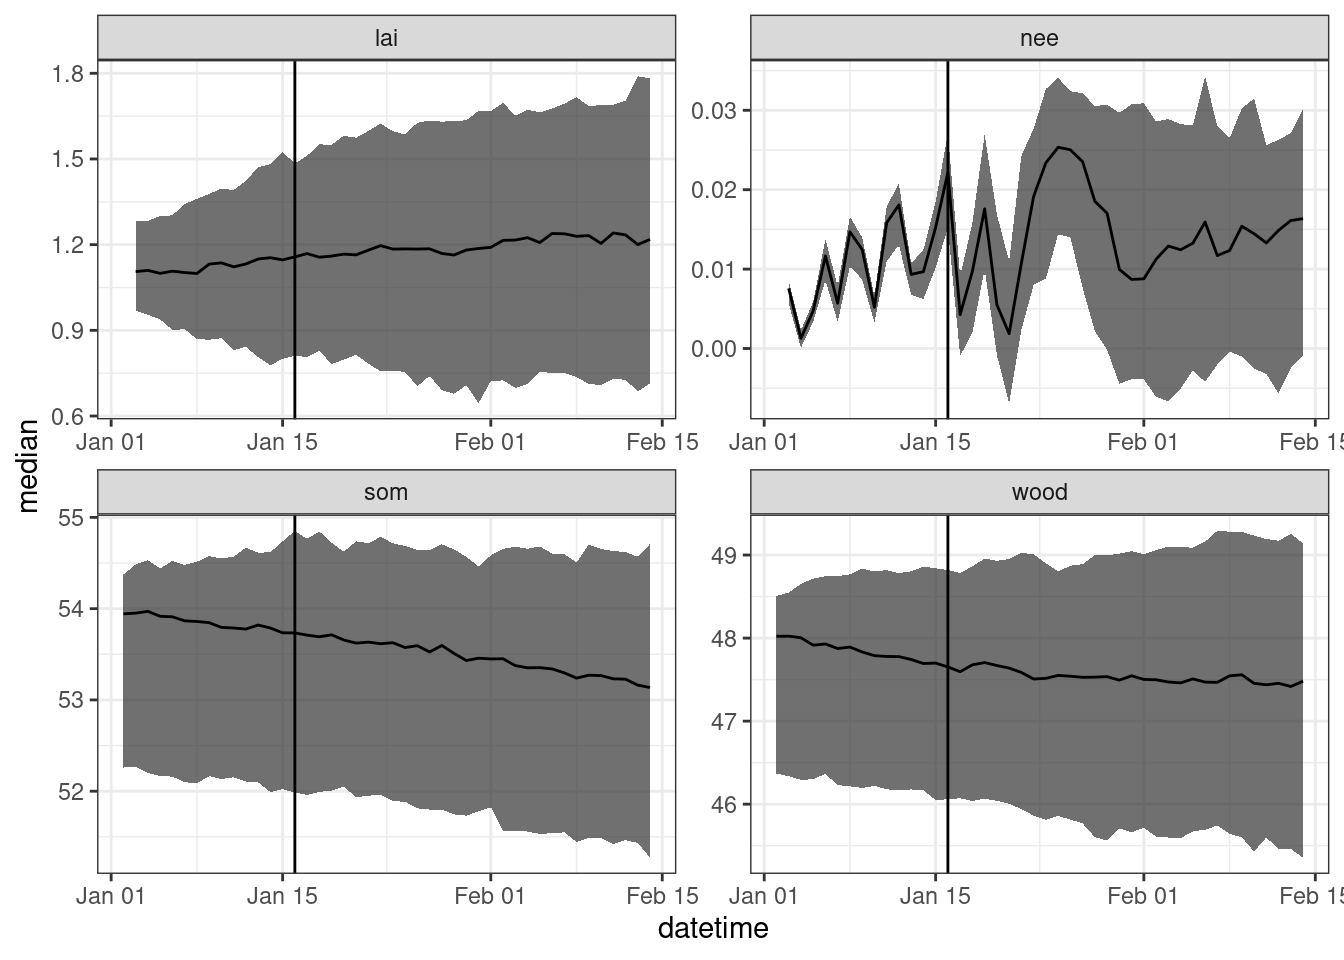 lai
nee
1.8
1.5
1.2
0.9
0.6
0.03
0.02
0.01
0.00
Jan 01 Jan 15 Feb 01 Feb 15
Jan 01 Jan 15 Feb 01 Feb 15
median
som
wood
55
54
53
52
49
48
47
46
Jan 01 Jan 15 Feb 01 Feb 15
Jan 01 Jan 15 Feb 01 Feb 15
datetime